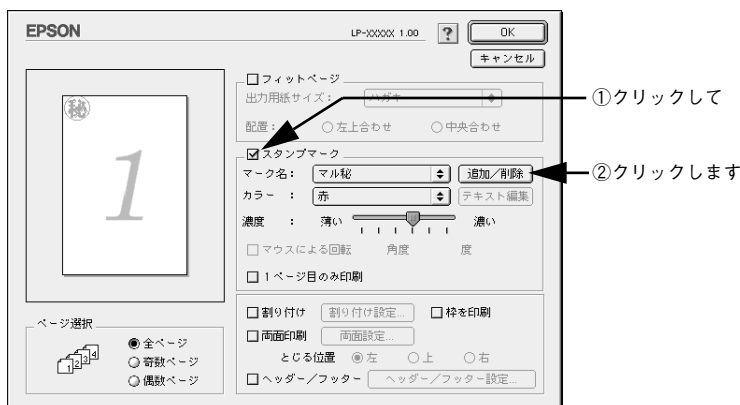 EPSON
LP-XXXXX 1.00
?
OK
キャンセル
㊙
1
フィットページ
出力用紙サイズ：
ハガキ
配置：
左上合わせ
中央合わせ
①クリックして
スタンプマーク
マーク名：
マル秘
追加／削除
②クリックします
カラー ：
赤
テキスト編集
濃度 ：
薄い
濃い
マウスによる回転
角度
度
1ページ目のみ印刷
ページ選択
1 2 3 4
全ページ
奇数ページ
偶数ページ
割り付け
割り付け設定...
枠を印刷
両面印刷
両面設定...
とじる位置
左
上
右
ヘッダー／フッター
ヘッダー／フッター設定...